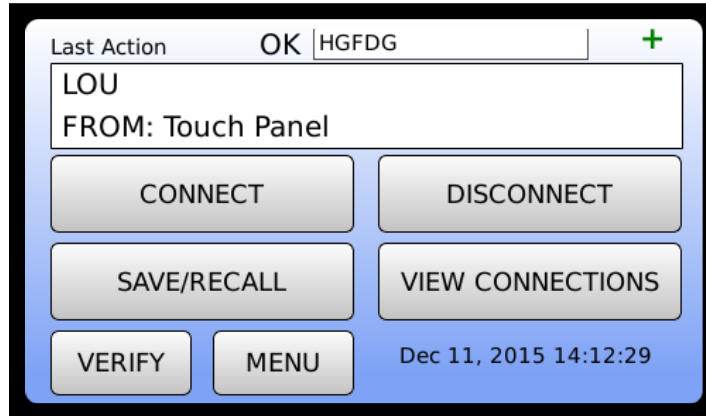 Last Action OK HGFDG +
LOU
FROM: Touch Panel
CONNECT DISCONNECT
SAVE/RECALL VIEW CONNECTIONS
VERIFY MENU Dec 11, 2015 14:12:29